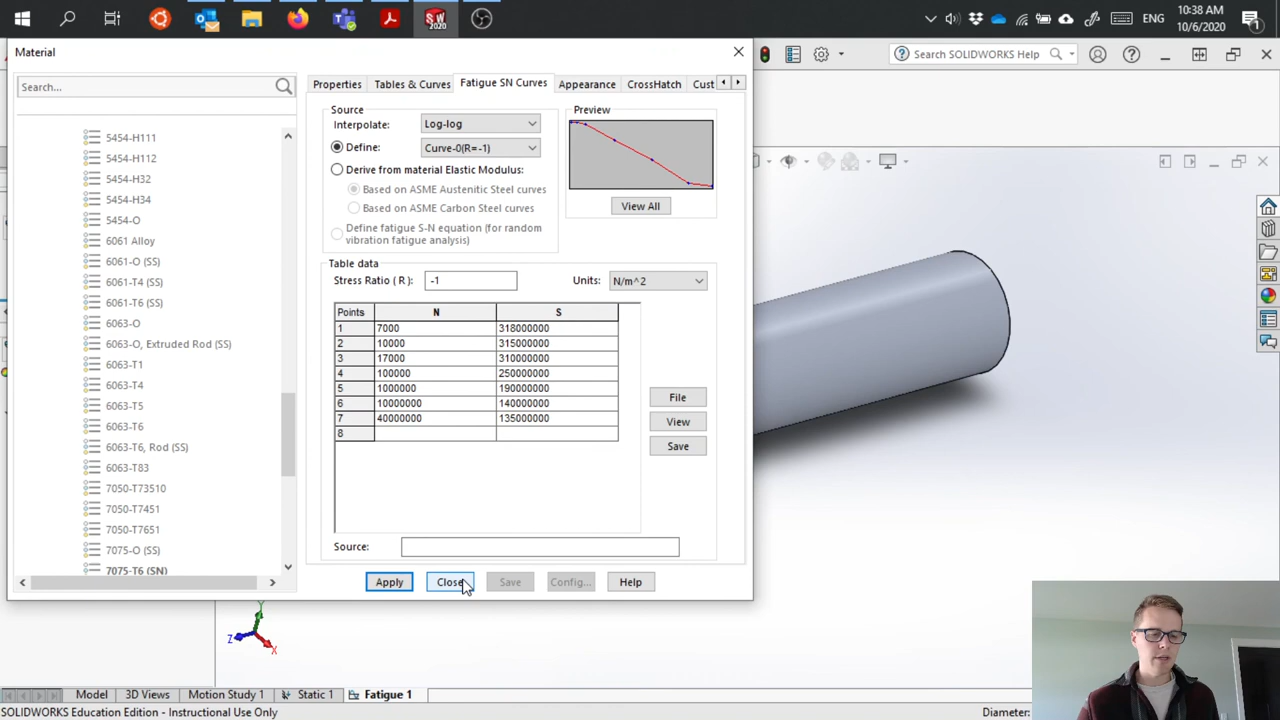 SW
2020
ENG
10:38 AM
10/6/2020
1
Material
Search...
5454-H111
5454-H112
5454-H32
5454-H34
5454-O
6061 Alloy
6061-O (SS)
6061-T4 (SS)
6061-T6 (SS)
6063-O
6063-O, Extruded Rod (SS)
6063-T1
6063-T4
6063-T5
6063-T6
6063-T6, Rod (SS)
6063-T83
7050-T73510
7050-T7451
7050-T7651
7075-O (SS)
7075-T6 (SN)
Properties Tables & Curves Fatigue SN Curves Appearance CrossHatch Cust
Source
Interpolate: Log-log
Define: Curve-0(R=-1)
Derive from material Elastic Modulus:
Based on ASME Austenitic Steel curves
Based on ASME Carbon Steel curves
Define fatigue S-N equation (for random
vibration fatigue analysis)
Preview
View All
Table data
Stress Ratio ( R ): -1 Units: N/m^2
Points N S
1 7000 318000000
2 10000 315000000
3 17000 310000000
4 100000 250000000
5 1000000 190000000
6 10000000 140000000
7 40000000 135000000
8
File
View
Save
Source:
Apply Close Save Config... Help
Search SOLIDWORKS Help
Y
Z
X
Model 3D Views Motion Study 1 Static 1 Fatigue 1
SOLIDWORKS Education Edition - Instructional Use Only
Diameter: